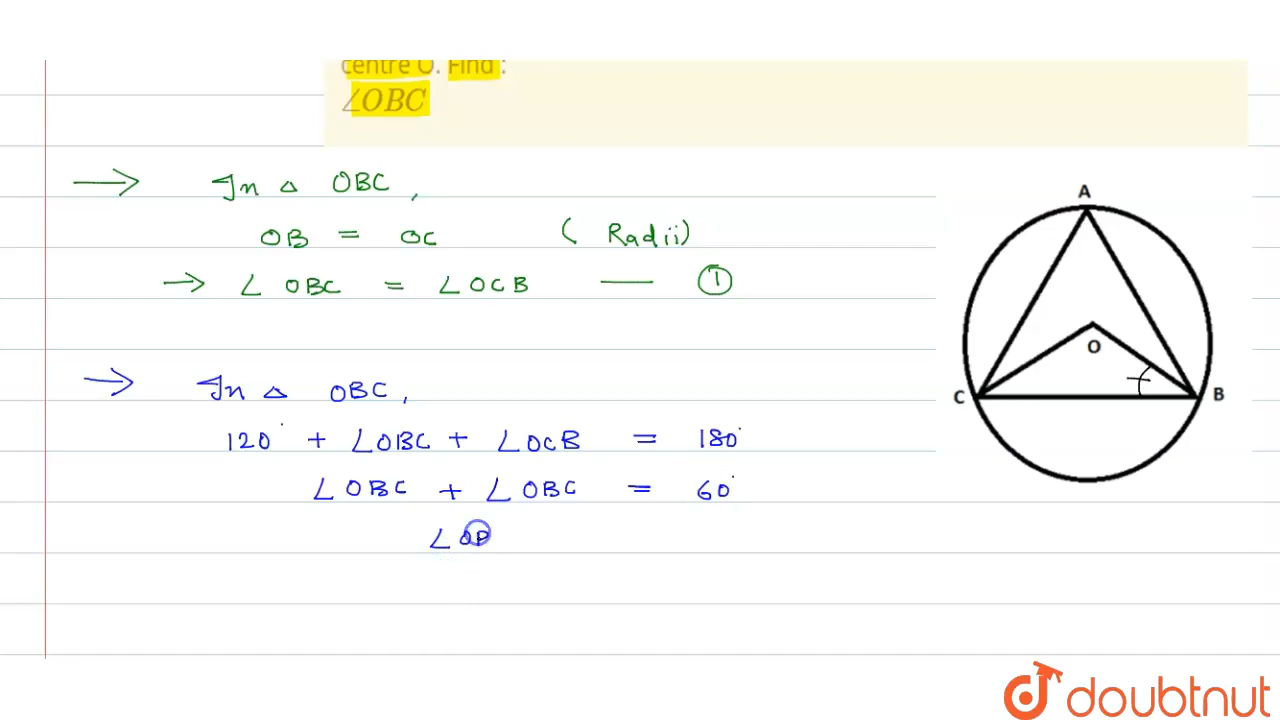 centre O. Find :
∠OBC
→ In △ OBC,
OB = OC ( Radii)
→ ∠ OBC = ∠ OCB — ①
→ In △ OBC,
120° + ∠OBC + ∠OCB = 180°
∠OBC + ∠OBC = 60°
∠OP
A
O
C
B
doubtnut